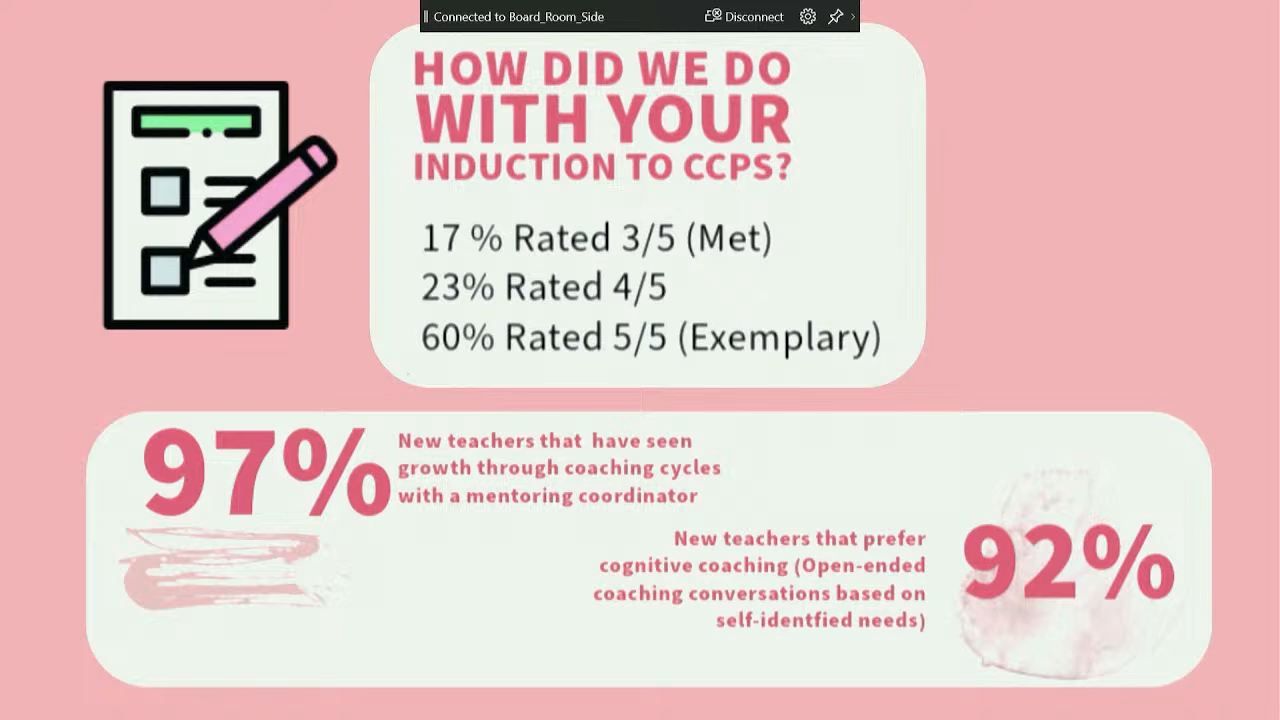 Connected to Board_Room_Side
Disconnect
HOW DID WE DO
WITH YOUR
INDUCTION TO CCPS?
17 % Rated 3/5 (Met)
23% Rated 4/5
60% Rated 5/5 (Exemplary)
97%
New teachers that have seen
growth through coaching cycles
with a mentoring coordinator
New teachers that prefer
cognitive coaching (Open-ended
coaching conversations based on
self-identfied needs)
92%